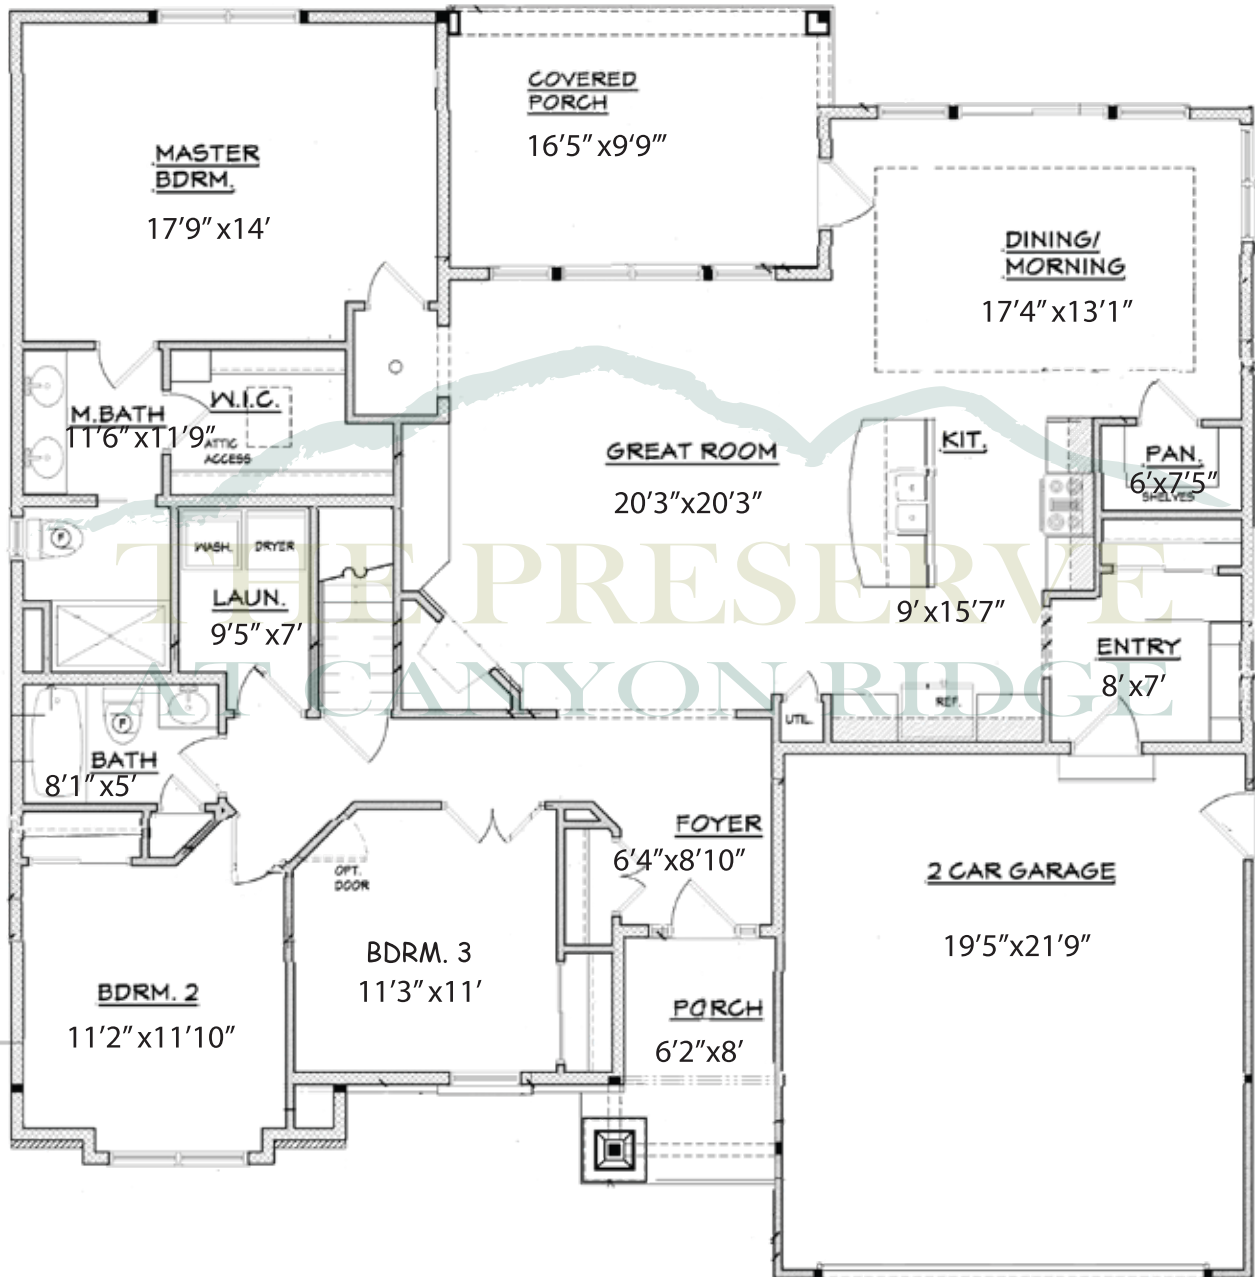 COVERED
PORCH
16'5" x9'9'"
MASTER
BDRM.
17'9" x14'
DINING/
MORNING
17'4" x13'1"
M.BATH
11'6"x11'9"
W.I.C.
ATTIC
ACCESS
GREAT ROOM
20'3"x20'3"
KIT.
PAN.
6'x7'5"
SHELVES
F
WASH.
DRYER
THE PRESERVE
LAUN.
9'5" x7'
9' x15'7"
ENTRY
8' x7'
AT CANYON RIDGE
REF.
UTIL.
F
BATH
8'1" x5'
FOYER
6'4"x8'10"
OPT.
DOOR
2 CAR GARAGE
19'5"x21'9"
BDRM. 3
11'3" x11'
BDRM. 2
11'2" x11'10"
PORCH
6'2"x8'